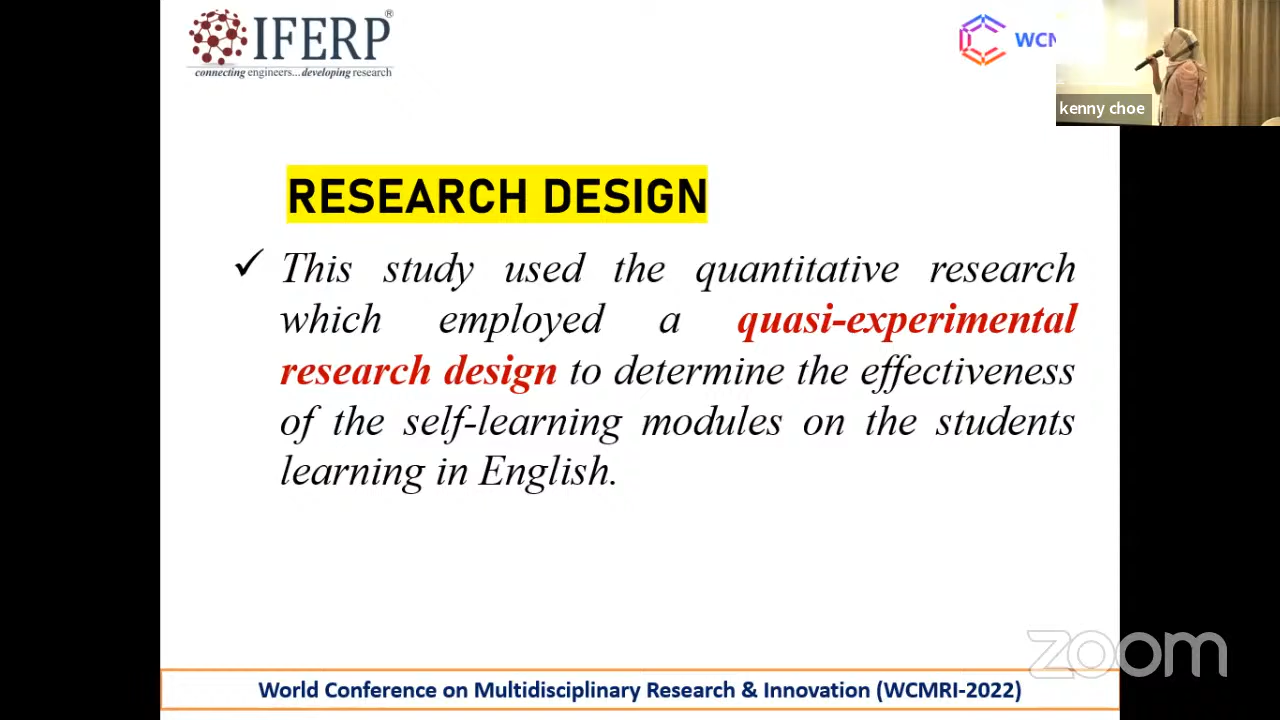 IFERP®
connecting engineers...developing research
WCM
kenny choe
RESEARCH DESIGN
✓ This study used the quantitative research
which employed a quasi-experimental
research design to determine the effectiveness
of the self-learning modules on the students
learning in English.
zoom
World Conference on Multidisciplinary Research & Innovation (WCMRI-2022)